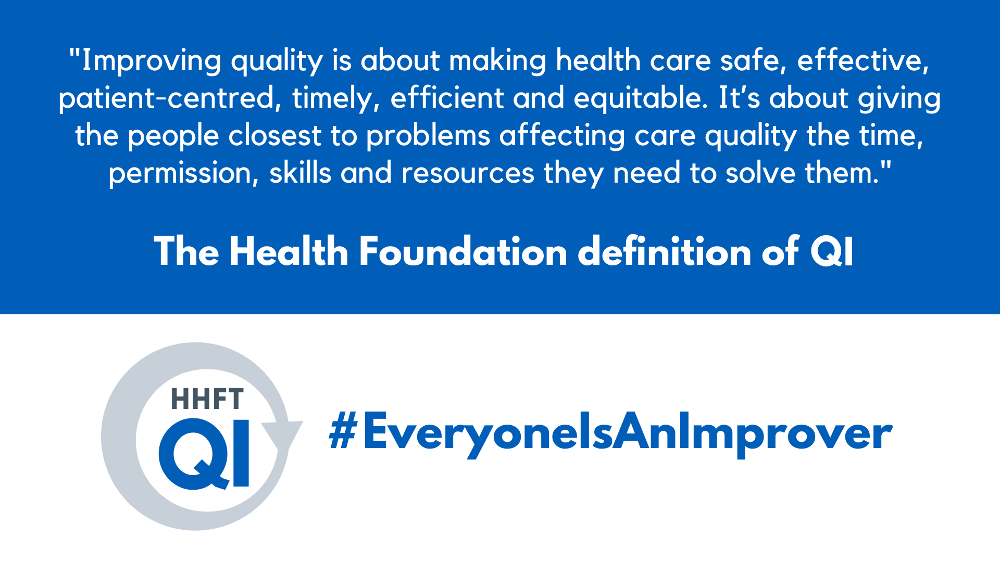 "Improving quality is about making health care safe, effective,
patient-centred, timely, efficient and equitable. It’s about giving
the people closest to problems affecting care quality the time,
permission, skills and resources they need to solve them."
The Health Foundation definition of QI
HHFT
QI
#EveryoneIsAnImprover